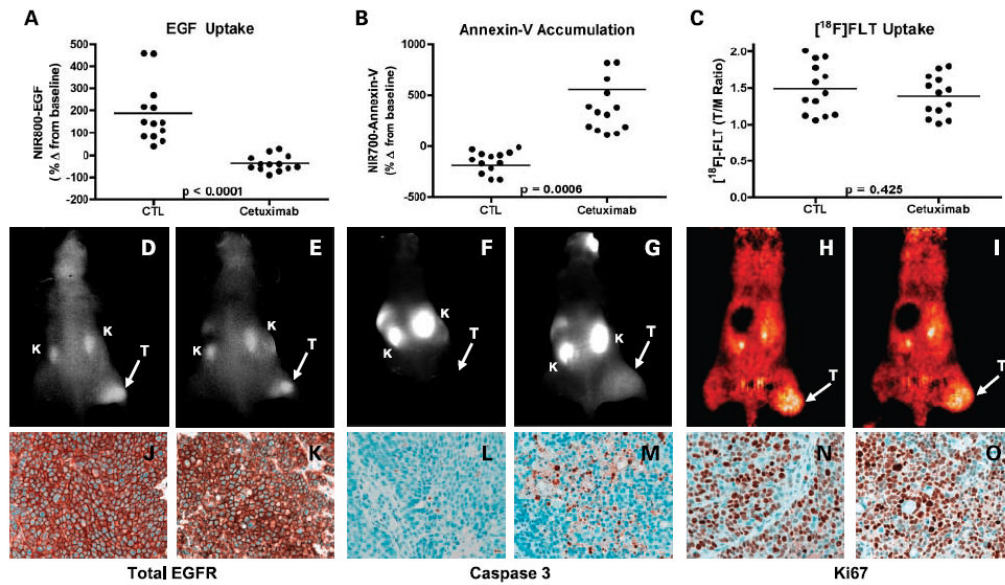 A
EGF Uptake
NIR800-EGF
( % Δ from baseline)
500
400
300
200
100
0
-100
-200
p < 0.0001
CTL
Cetuximab
B
Annexin-V Accumulation
NIR700-Annexin-V
(% Δ from baseline)
1000
500
0
-500
p = 0.0006
CTL
Cetuximab
C
[18F]FLT Uptake
[18F]-FLT (T/M Ratio)
2.0
1.5
1.0
0.5
0.0
p = 0.425
CTL
Cetuximab
D
K
K
T
E
K
K
T
F
K
K
T
G
K
K
T
H
T
I
T
J
K
L
M
N
O
Total EGFR
Caspase 3
Ki67